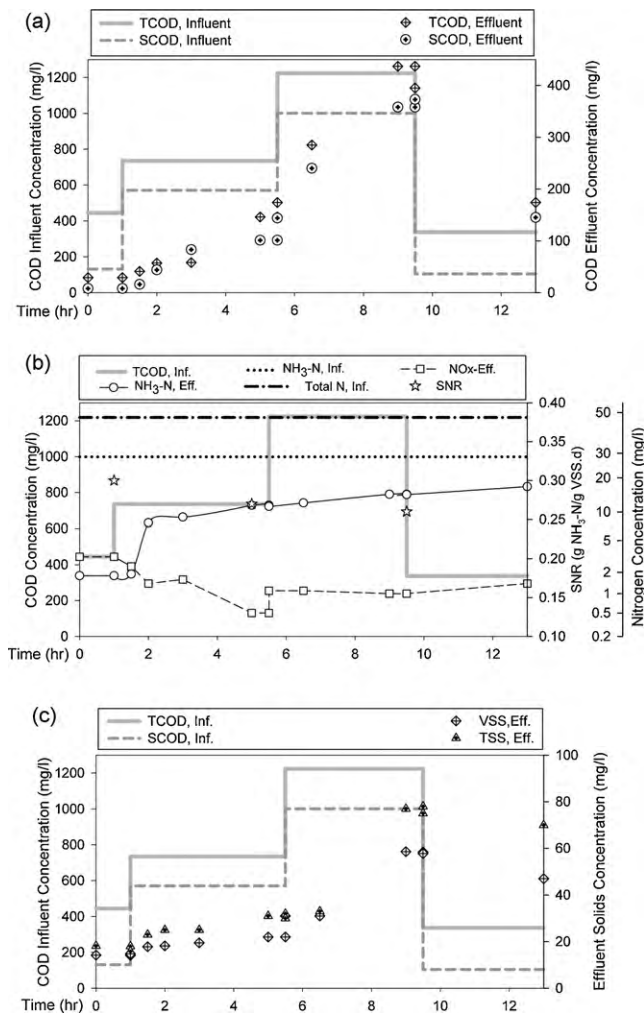 (a)
TCOD, Influent TCOD, Effluent
SCOD, Influent SCOD, Effluent
COD Influent Concentration (mg/l)
1200
1000
800
600
400
200
0
COD Effluent Concentration (mg/l)
400
300
200
100
0
Time (hr) 0 2 4 6 8 10 12
(b)
TCOD, Inf. NH3-N, Inf. NOx-Eff.
NH3-N, Eff. Total N, Inf. SNR
COD Concentration (mg/l)
1200
1000
800
600
400
200
0
SNR (g NH3-N/g VSS.d)
0.40
0.35
0.30
0.25
0.20
0.15
0.10
Nitrogen Concentration (mg/l)
50
30
20
10
5
2
1
0.5
0.2
Time (hr) 0 2 4 6 8 10 12
(c)
TCOD, Inf. VSS,Eff.
SCOD, Inf. TSS, Eff.
COD Influent Concentration (mg/l)
1200
1000
800
600
400
200
0
Effluent Solids Concentration (mg/l)
100
80
60
40
20
0
Time (hr) 0 2 4 6 8 10 12